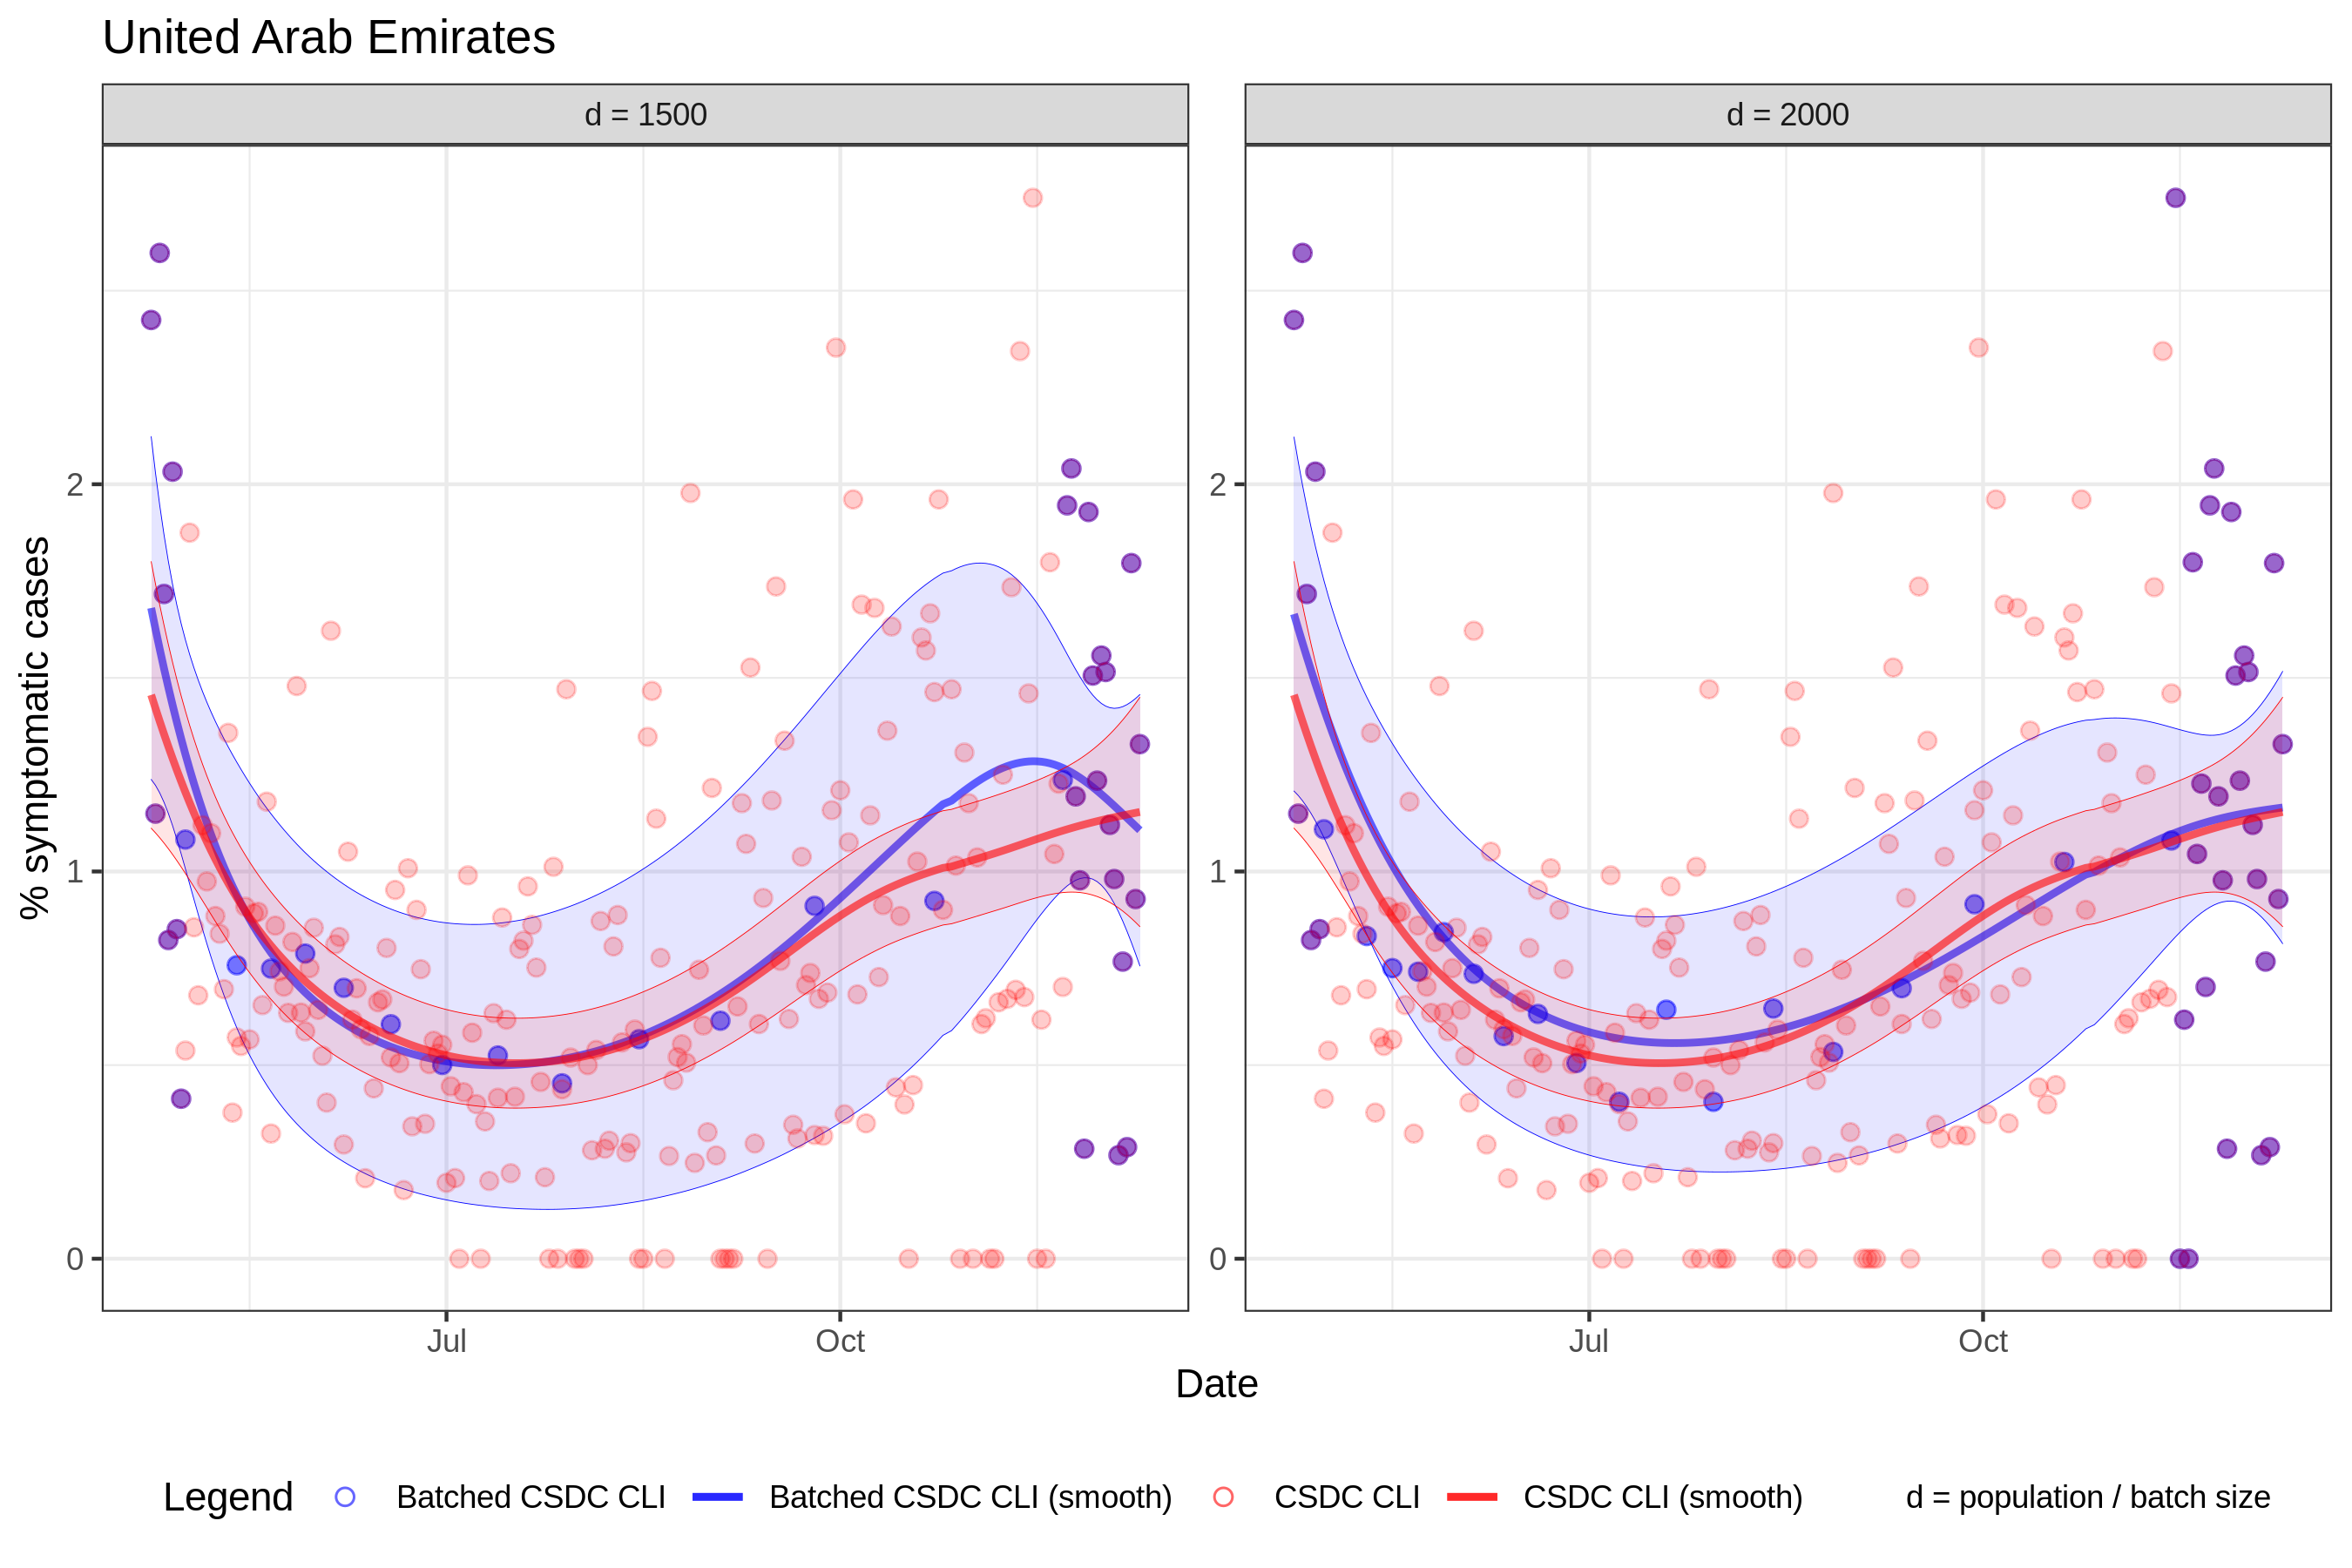 United Arab Emirates
d = 1500
d = 2000
% symptomatic cases
2
1
0
2
1
0
Jul
Oct
Jul
Oct
Date
Legend
Batched CSDC CLI
Batched CSDC CLI (smooth)
CSDC CLI
CSDC CLI (smooth)
d = population / batch size